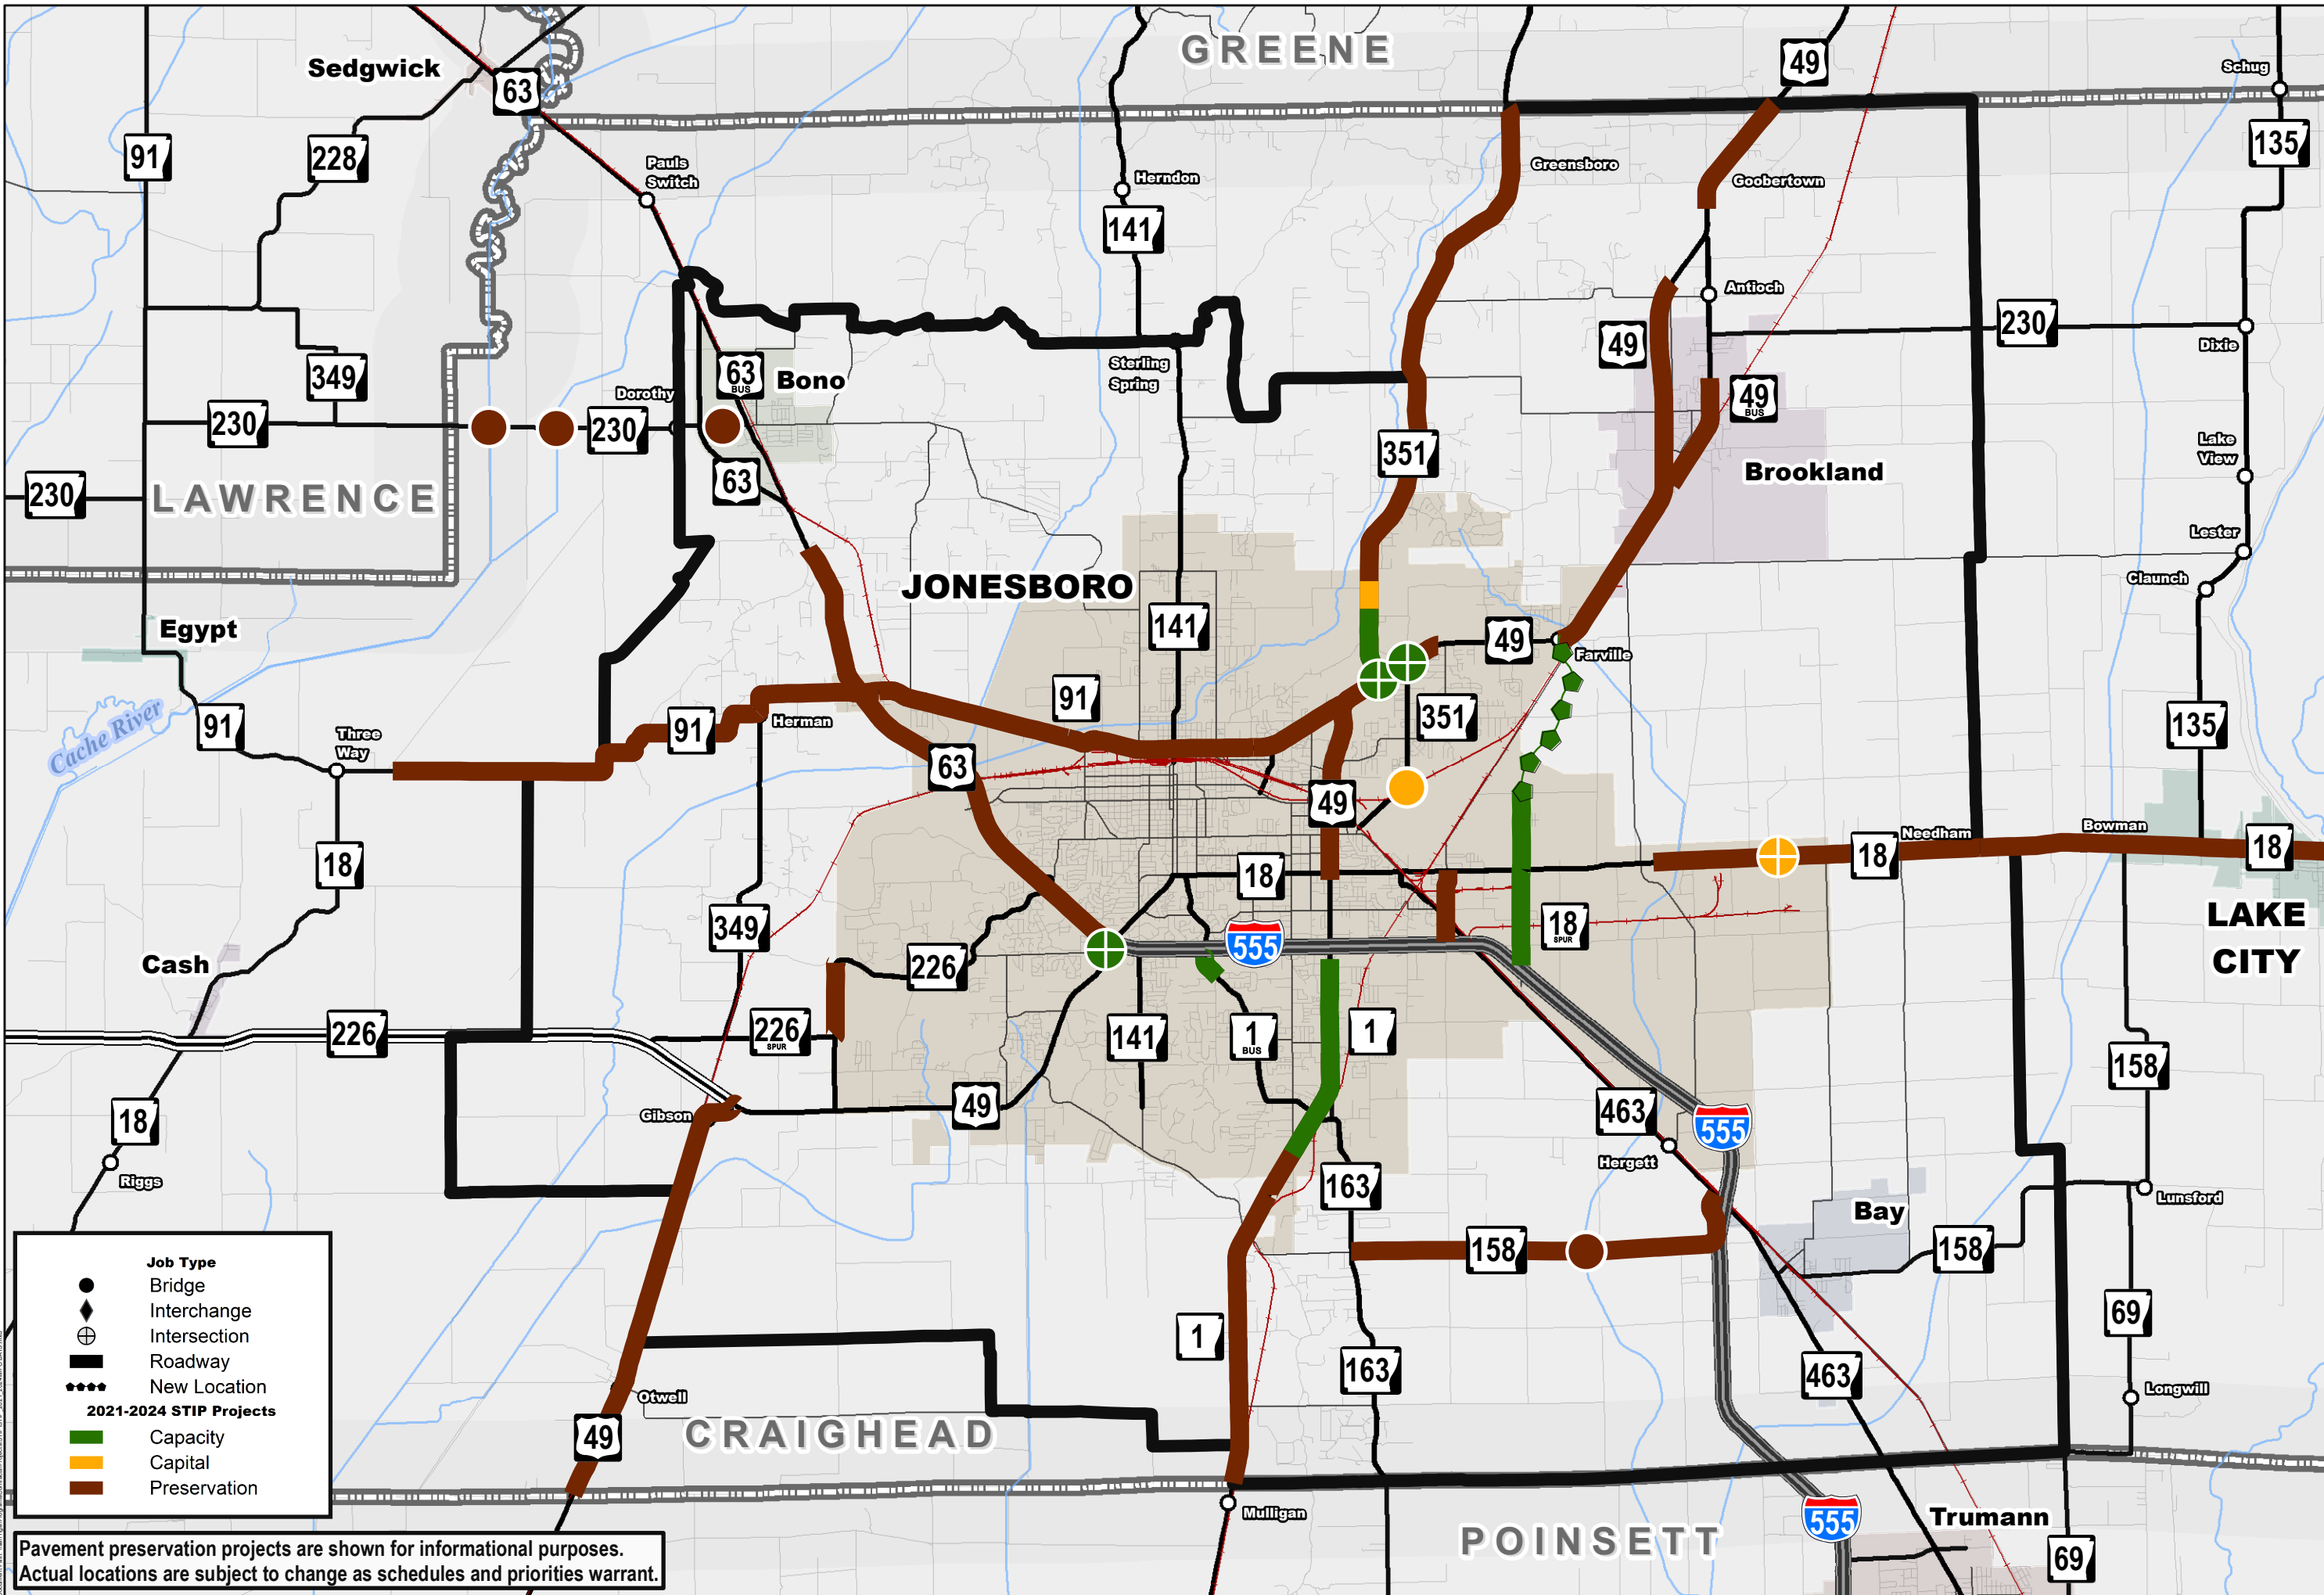 GREENE
49
Sedgwick
Schug
63
91
228
135
Pauls
Switch
Greensboro
Herndon
Goobertown
141
Antioch
230
49
Dixie
Sterling
Spring
349
63
BUS
Bono
Dorothy
49
BUS
230
230
351
Lake
View
Brookland
63
230
LAWRENCE
Lester
Claunch
JONESBORO
141
Egypt
49
Farville
91
351
Cache River
91
91
Herman
135
Three
Way
63
49
Needham
Bowman
18
18
18
18
349
18
SPUR
LAKE
CITY
555
Cash
226
226
226
SPUR
141
1
BUS
1
158
49
463
555
Gibson
18
Hergett
Riggs
163
Lunsford
Bay
158
158
Job Type
Bridge
Interchange
Intersection
Roadway
New Location
2021-2024 STIP Projects
Capacity
Capital
Preservation
69
1
163
463
Longwill
Otwell
49
CRAIGHEAD
Mulligan
555
Trumann
POINSETT
69
Pavement preservation projects are shown for informational purposes.
Actual locations are subject to change as schedules and priorities warrant.